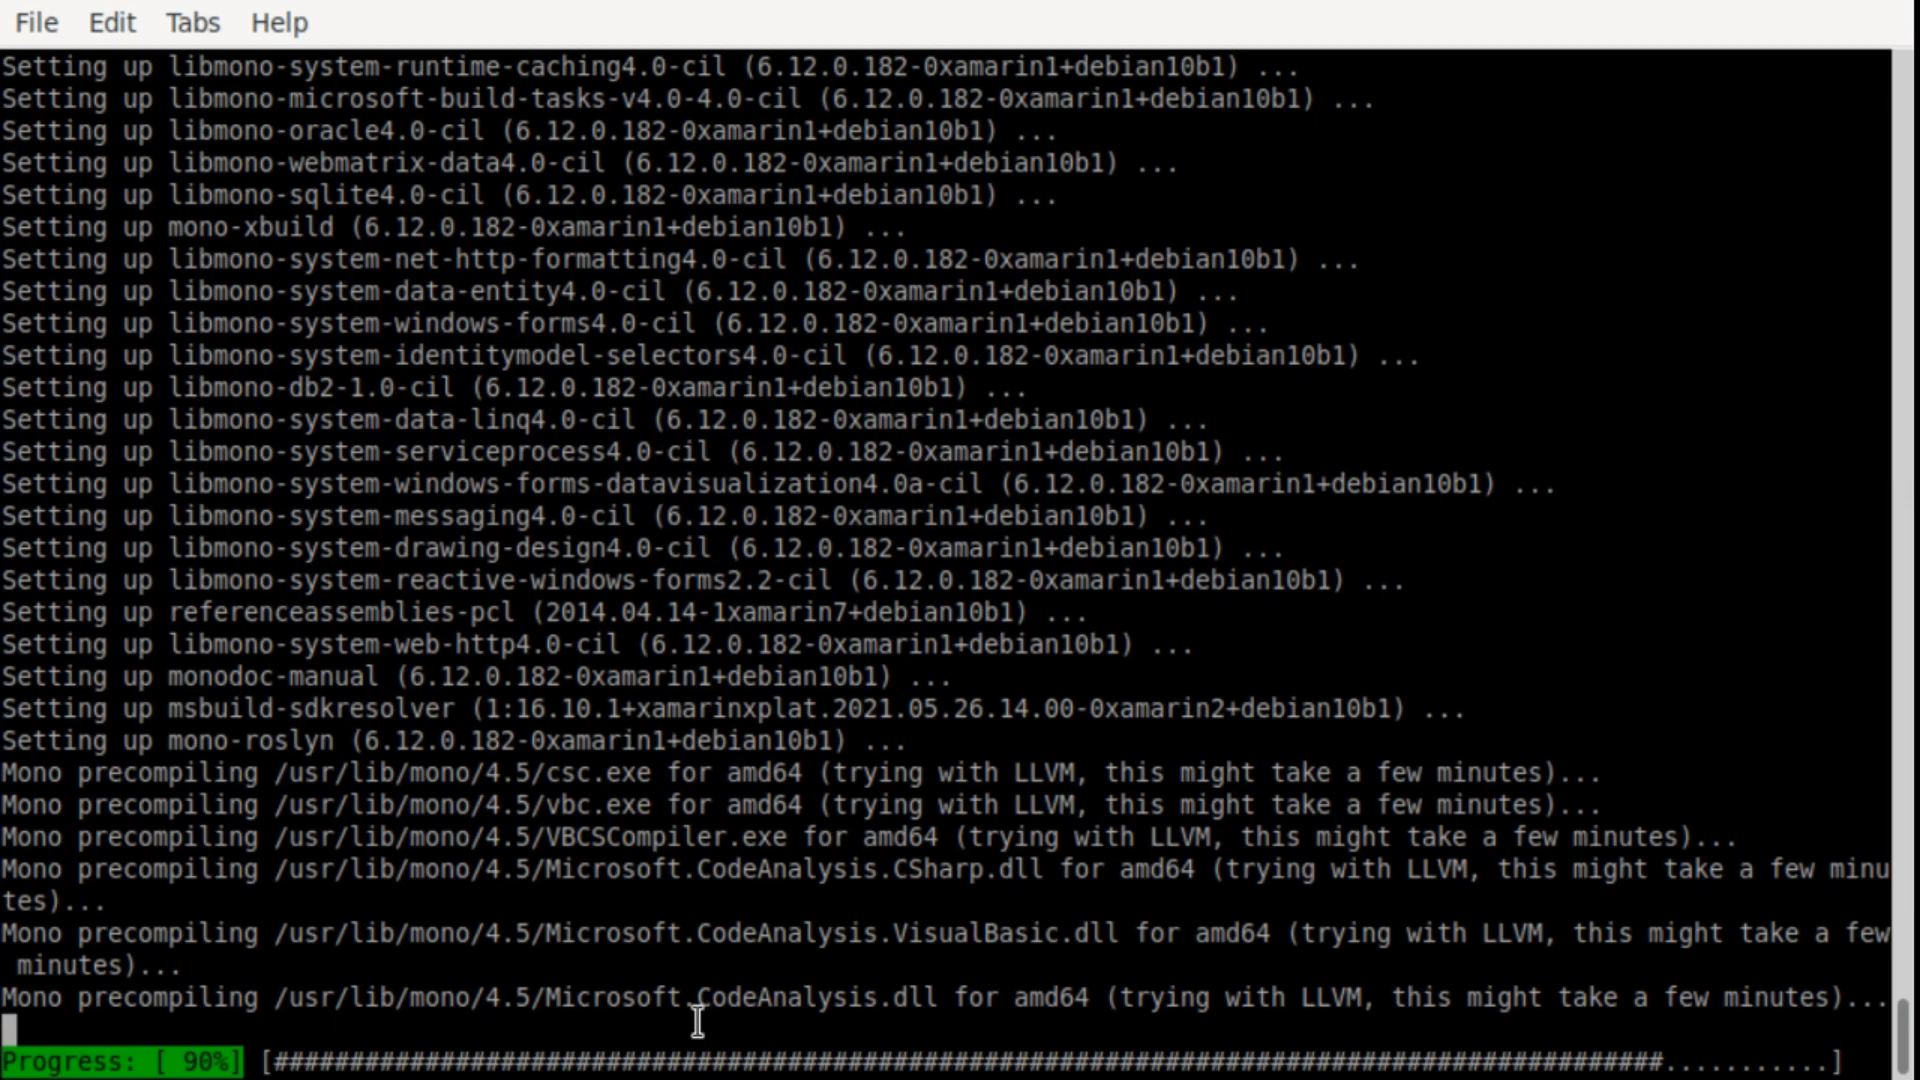 File Edit Tabs Help
Setting up libmono-system-runtime-caching4.0-cil (6.12.0.182-0xamarin1+debian10b1) ...
Setting up libmono-microsoft-build-tasks-v4.0-4.0-cil (6.12.0.182-0xamarin1+debian10b1) ...
Setting up libmono-oracle4.0-cil (6.12.0.182-0xamarin1+debian10b1) ...
Setting up libmono-webmatrix-data4.0-cil (6.12.0.182-0xamarin1+debian10b1) ...
Setting up libmono-sqlite4.0-cil (6.12.0.182-0xamarin1+debian10b1) ...
Setting up mono-xbuild (6.12.0.182-0xamarin1+debian10b1) ...
Setting up libmono-system-net-http-formatting4.0-cil (6.12.0.182-0xamarin1+debian10b1) ...
Setting up libmono-system-data-entity4.0-cil (6.12.0.182-0xamarin1+debian10b1) ...
Setting up libmono-system-windows-forms4.0-cil (6.12.0.182-0xamarin1+debian10b1) ...
Setting up libmono-system-identitymodel-selectors4.0-cil (6.12.0.182-0xamarin1+debian10b1) ...
Setting up libmono-db2-1.0-cil (6.12.0.182-0xamarin1+debian10b1) ...
Setting up libmono-system-data-linq4.0-cil (6.12.0.182-0xamarin1+debian10b1) ...
Setting up libmono-system-serviceprocess4.0-cil (6.12.0.182-0xamarin1+debian10b1) ...
Setting up libmono-system-windows-forms-datavisualization4.0a-cil (6.12.0.182-0xamarin1+debian10b1) ...
Setting up libmono-system-messaging4.0-cil (6.12.0.182-0xamarin1+debian10b1) ...
Setting up libmono-system-drawing-design4.0-cil (6.12.0.182-0xamarin1+debian10b1) ...
Setting up libmono-system-reactive-windows-forms2.2-cil (6.12.0.182-0xamarin1+debian10b1) ...
Setting up referenceassemblies-pcl (2014.04.14-1xamarin7+debian10b1) ...
Setting up libmono-system-web-http4.0-cil (6.12.0.182-0xamarin1+debian10b1) ...
Setting up monodoc-manual (6.12.0.182-0xamarin1+debian10b1) ...
Setting up msbuild-sdkresolver (1:16.10.1+xamarinxplat.2021.05.26.14.00-0xamarin2+debian10b1) ...
Setting up mono-roslyn (6.12.0.182-0xamarin1+debian10b1) ...
Mono precompiling /usr/lib/mono/4.5/csc.exe for amd64 (trying with LLVM, this might take a few minutes)...
Mono precompiling /usr/lib/mono/4.5/vbc.exe for amd64 (trying with LLVM, this might take a few minutes)...
Mono precompiling /usr/lib/mono/4.5/VBCSCompiler.exe for amd64 (trying with LLVM, this might take a few minutes)...
Mono precompiling /usr/lib/mono/4.5/Microsoft.CodeAnalysis.CSharp.dll for amd64 (trying with LLVM, this might take a few minu
tes)...
Mono precompiling /usr/lib/mono/4.5/Microsoft.CodeAnalysis.VisualBasic.dll for amd64 (trying with LLVM, this might take a few
 minutes)...
Mono precompiling /usr/lib/mono/4.5/Microsoft.CodeAnalysis.dll for amd64 (trying with LLVM, this might take a few minutes)...
Progress: [ 90%] [############################################################################################...........]